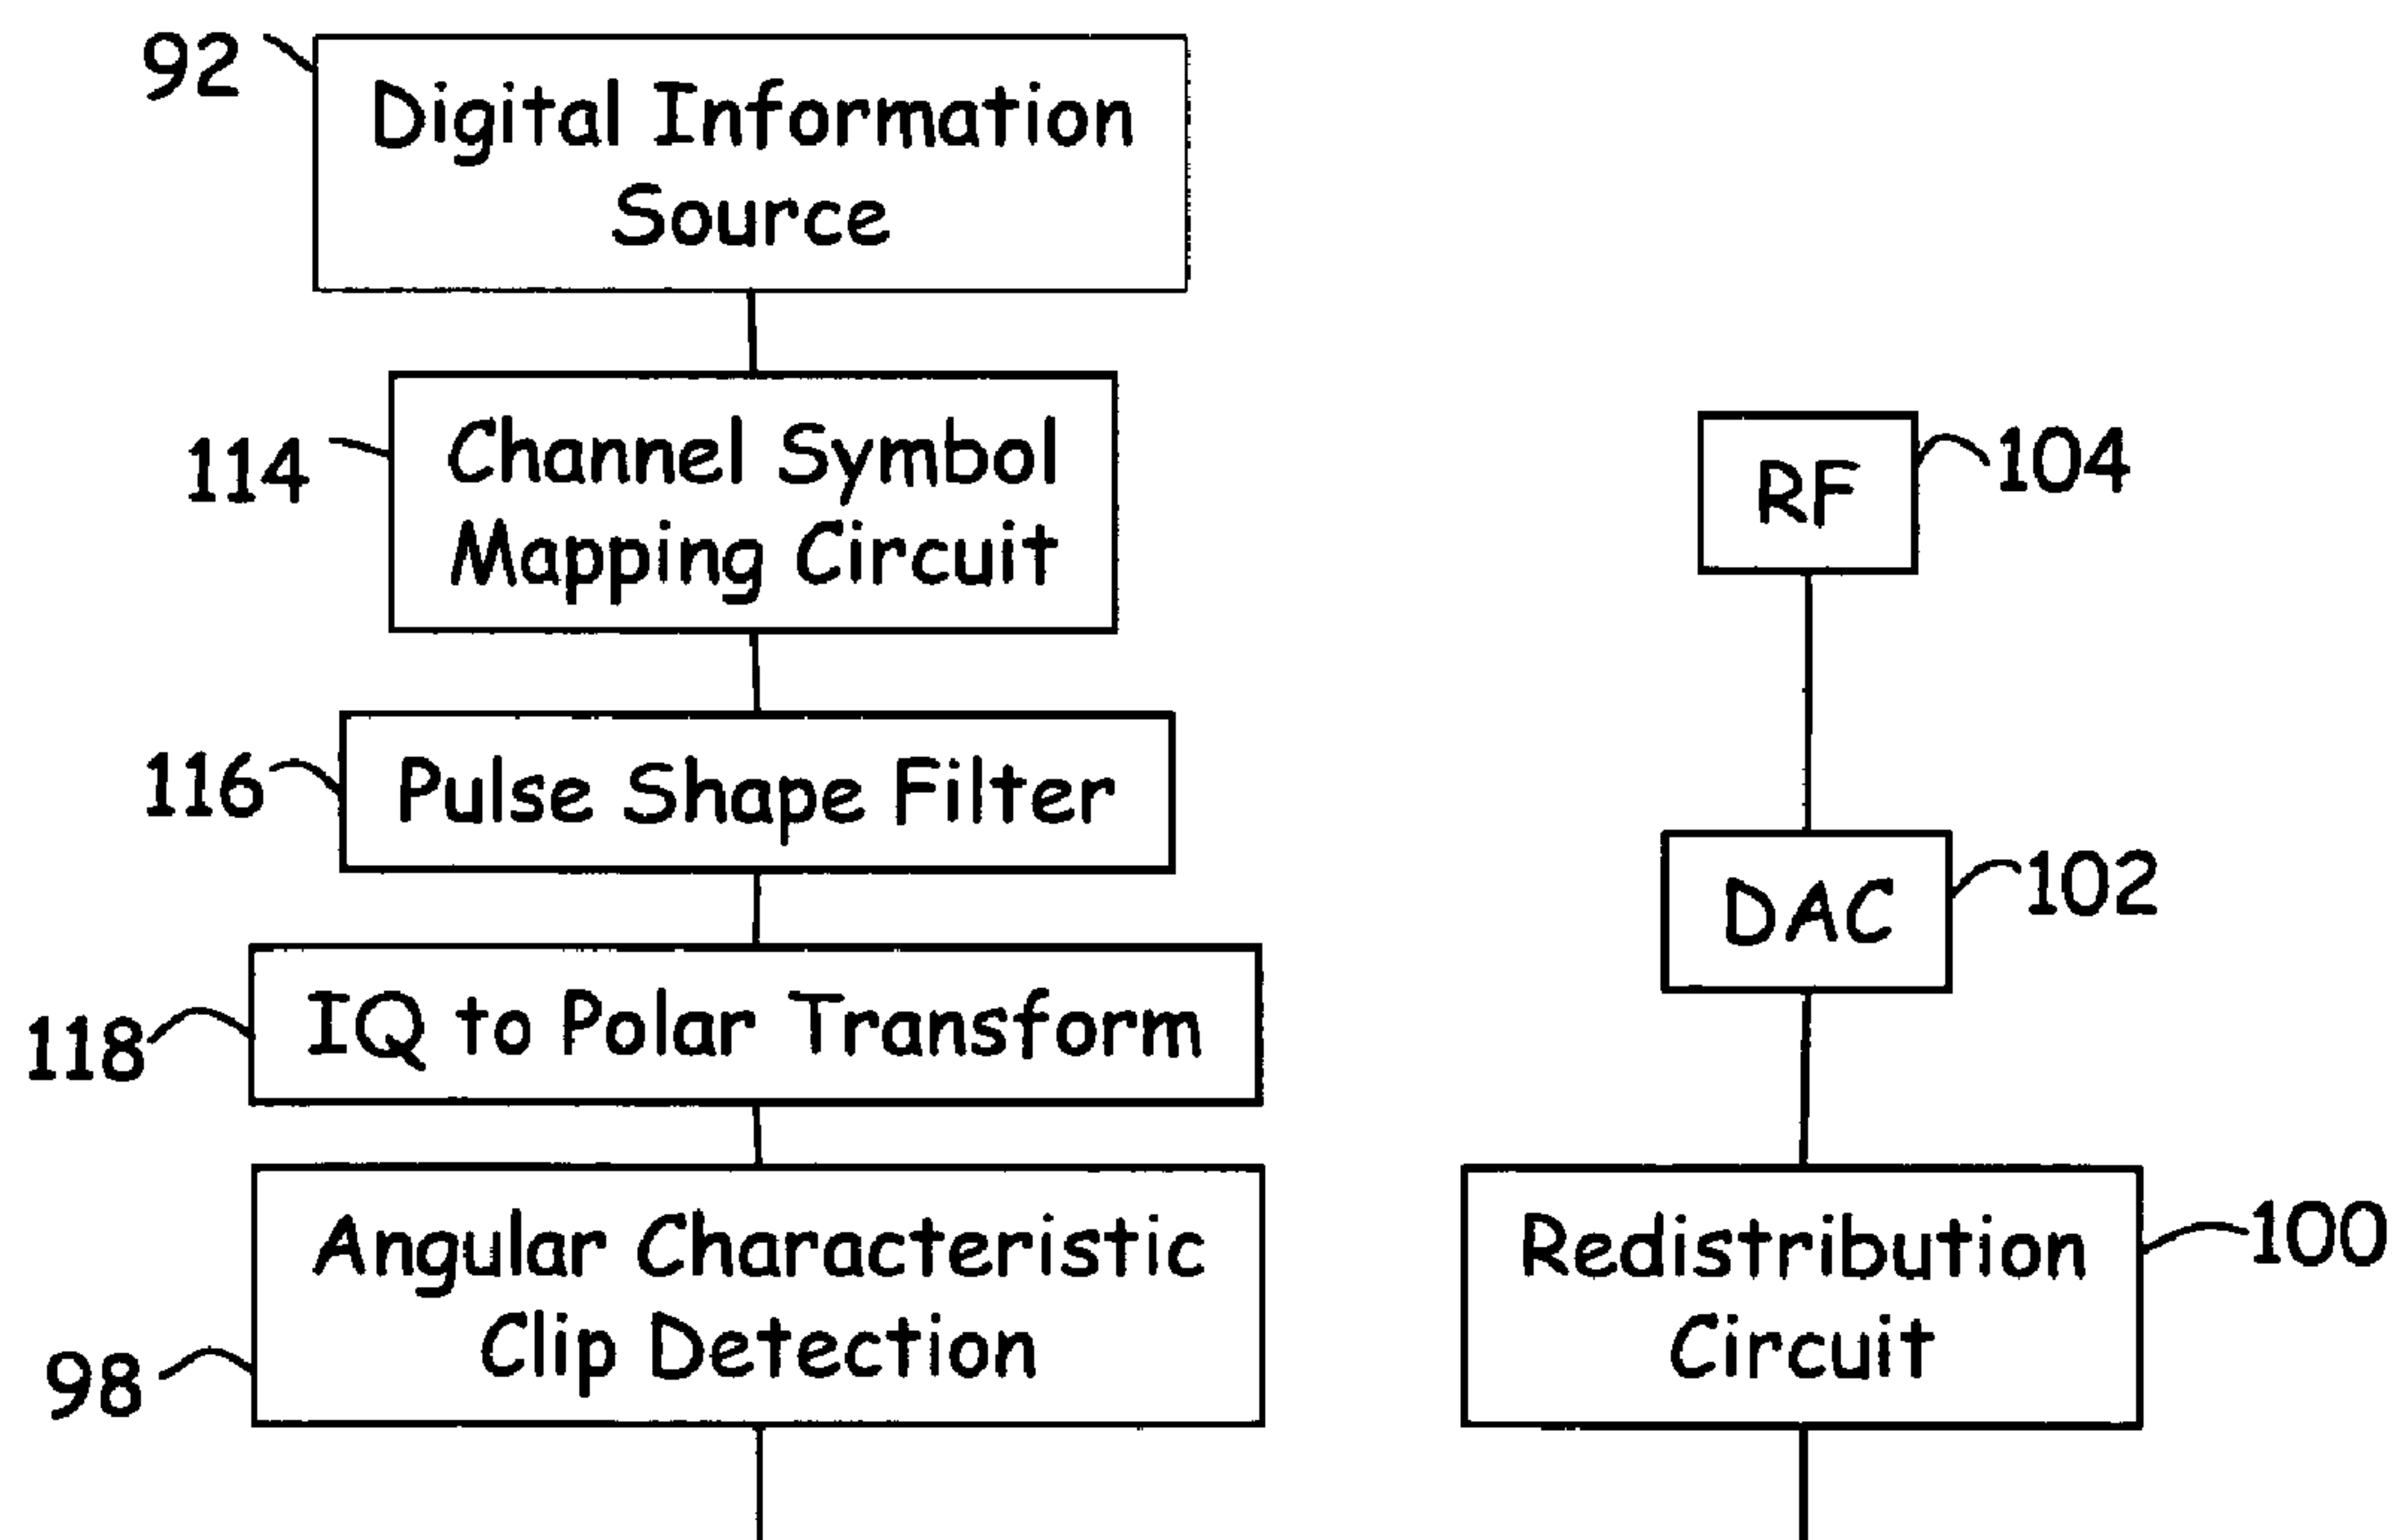 92
Digital Information
Source
114
Channel Symbol
Mapping Circuit
116
Pulse Shape Filter
118
IQ to Polar Transform
98
Angular Characteristic
Clip Detection
RF
104
DAC
102
Redistribution
Circuit
100